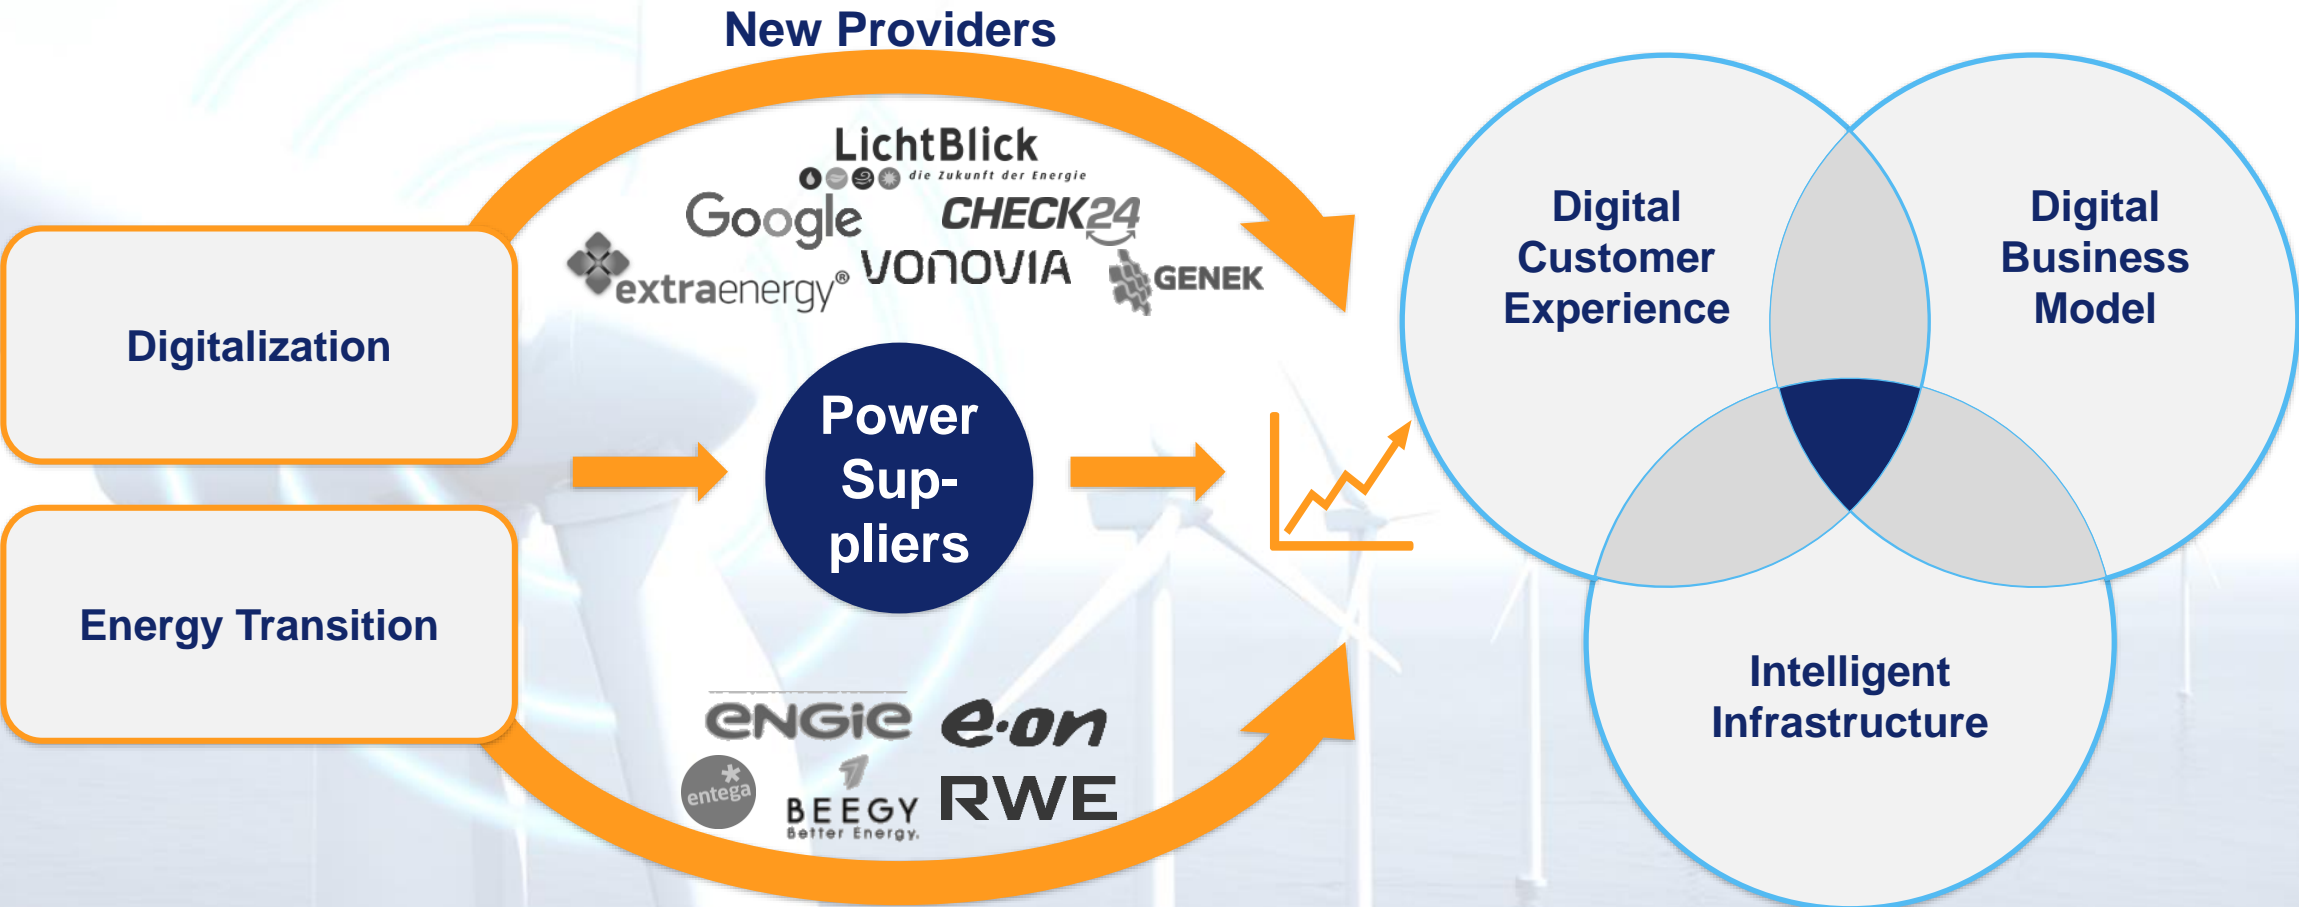 New Providers
LichtBlick
die Zukunft der Energie
Google
CHECK24
extraenergy®
VONOVIA
GENEK
Digitalization
Energy Transition
Power
Sup-
pliers
ENGIE
e·on
entega
BEEGY
Better Energy.
RWE
Digital
Customer
Experience
Digital
Business
Model
Intelligent
Infrastructure